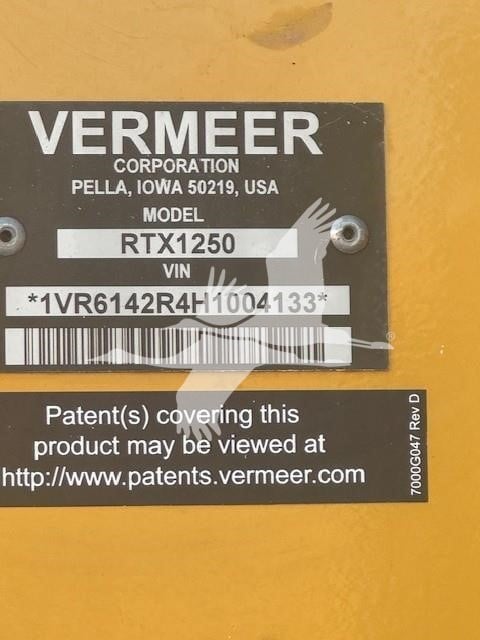 VERMEER
CORPORATION
PELLA, IOWA 50219, USA
MODEL
RTX1250
VIN
*1VR6142R4H1004133*
®
Patent(s) covering this
product may be viewed at
http://www.patents.vermeer.com
7000G047 Rev D